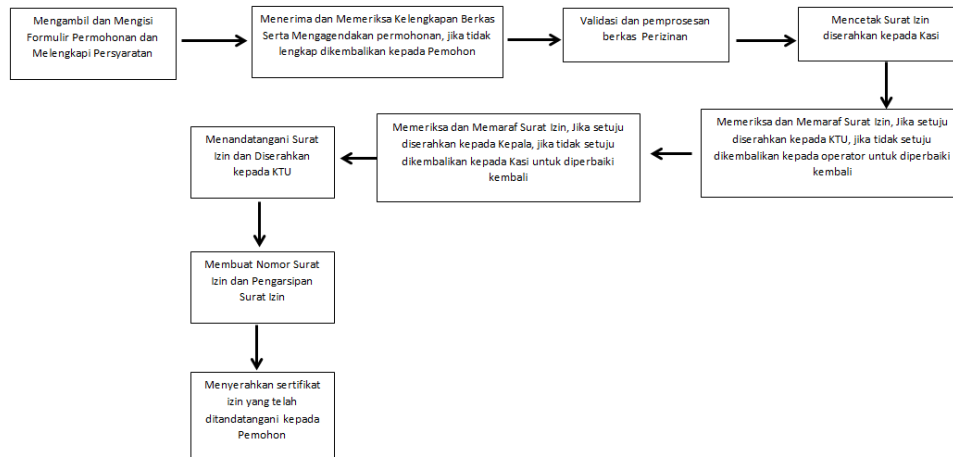 Mengambil dan Mengisi
Formulir Permohonan dan
Melengkapi Persyaratan
Menerima dan Memeriksa Kelengkapan Berkas
Serta Mengagendakan permohonan, jika tidak
lengkap dikembalikan kepada Pemohon
Validasi dan pemprosesan
berkas Perizinan
Mencetak Surat Izin
diserahkan kepada Kasi
Memeriksa dan Memaraf Surat Izin, Jika setuju
diserahkan kepada KTU, jika tidak setuju
dikembalikan kepada operator untuk diperbaiki
kembali
Memeriksa dan Memaraf Surat Izin, Jika setuju
diserahkan kepada Kepala, jika tidak setuju
dikembalikan kepada Kasi untuk diperbaiki
kembali
Menandatangani Surat
Izin dan Diserahkan
kepada KTU
Membuat Nomor Surat
Izin dan Pengarsipan
Surat Izin
Menyerahkan sertifikat
izin yang telah
ditandatangani kepada
Pemohon